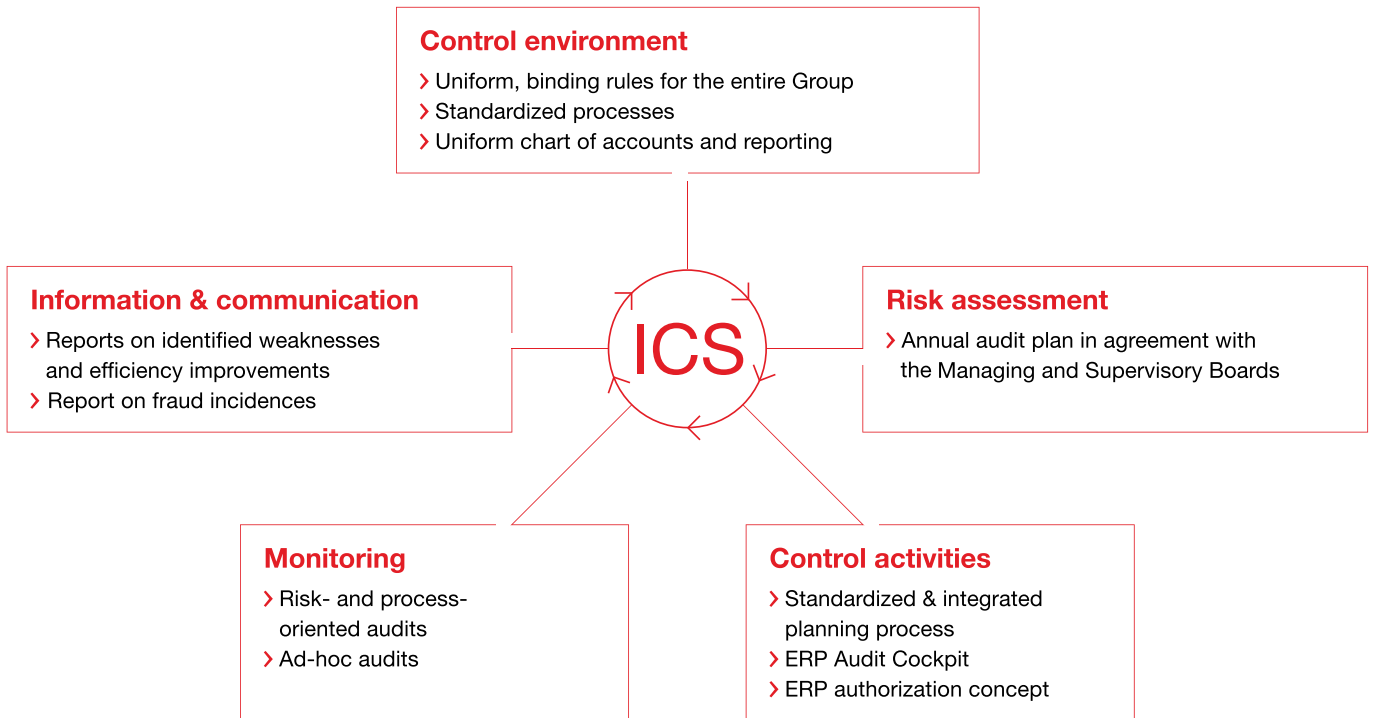 Control environment
Uniform, binding rules for the entire Group
Standardized processes
Uniform chart of accounts and reporting
Information & communication
Reports on identified weaknesses
and efficiency improvements
Report on fraud incidences
ICS
Risk assessment
Annual audit plan in agreement with
the Managing and Supervisory Boards
Monitoring
Risk- and process-
oriented audits
Ad-hoc audits
Control activities
Standardized & integrated
planning process
ERP Audit Cockpit
ERP authorization concept